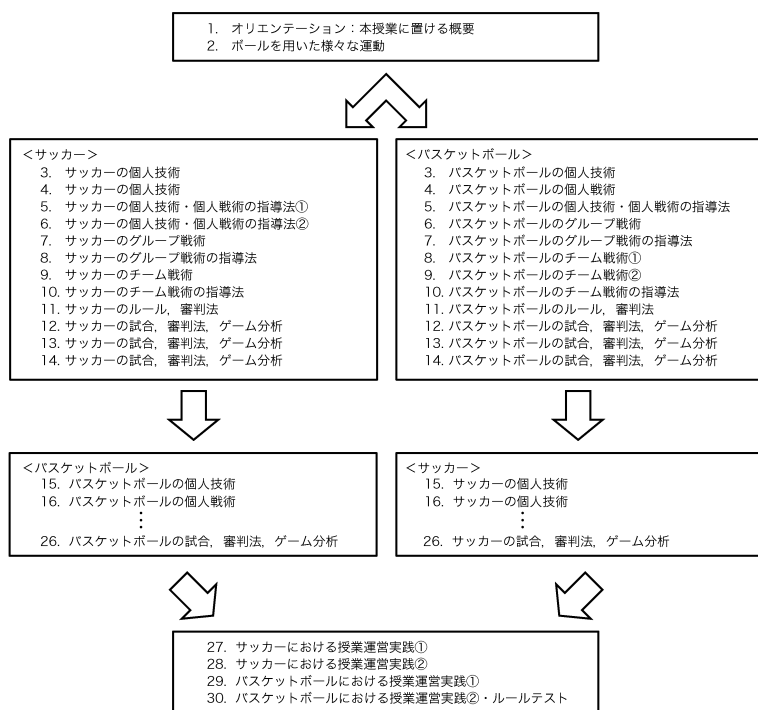 1. オリエンテーション：本授業に置ける概要
2. ボールを用いた様々な運動
＜サッカー＞
3. サッカーの個人技術
4. サッカーの個人技術
5. サッカーの個人技術・個人戦術の指導法①
6. サッカーの個人技術・個人戦術の指導法②
7. サッカーのグループ戦術
8. サッカーのグループ戦術の指導法
9. サッカーのチーム戦術
10. サッカーのチーム戦術の指導法
11. サッカーのルール，審判法
12. サッカーの試合，審判法，ゲーム分析
13. サッカーの試合，審判法，ゲーム分析
14. サッカーの試合，審判法，ゲーム分析
＜バスケットボール＞
3. バスケットボールの個人技術
4. バスケットボールの個人戦術
5. バスケットボールの個人技術・個人戦術の指導法
6. バスケットボールのグループ戦術
7. バスケットボールのグループ戦術の指導法
8. バスケットボールのチーム戦術①
9. バスケットボールのチーム戦術②
10. バスケットボールのチーム戦術の指導法
11. バスケットボールのルール，審判法
12. バスケットボールの試合，審判法，ゲーム分析
13. バスケットボールの試合，審判法，ゲーム分析
14. バスケットボールの試合，審判法，ゲーム分析
＜バスケットボール＞
15. バスケットボールの個人技術
16. バスケットボールの個人戦術
⋮
26. バスケットボールの試合，審判法，ゲーム分析
＜サッカー＞
15. サッカーの個人技術
16. サッカーの個人技術
⋮
26. サッカーの試合，審判法，ゲーム分析
27. サッカーにおける授業運営実践①
28. サッカーにおける授業運営実践②
29. バスケットボールにおける授業運営実践①
30. バスケットボールにおける授業運営実践②・ルールテスト